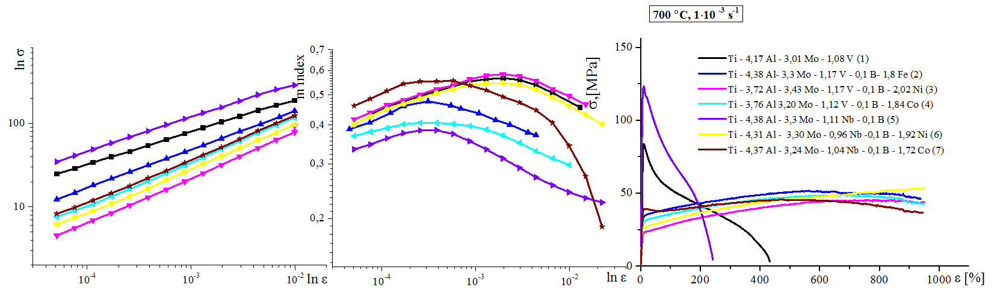 700 °C, 1·10 -3 s-1
ln σ
100
10
10-4
10-3
10-2
ln ε
m index
0,7
0,6
0,5
0,4
0,3
0,2
10-4
10-3
10-2
ln ε
σ,[MPa]
150
100
50
0
0
200
400
600
800
1000
ε [%]
Ti - 4,17 Al - 3,01 Mo - 1,08 V (1)
Ti - 4,38 Al- 3,3 Mo - 1,17 V - 0,1 B- 1,8 Fe (2)
Ti - 3,72 Al - 3,43 Mo - 1,17 V - 0,1 B - 2,02 Ni (3)
Ti - 3,76 Al 3,20 Mo - 1,12 V - 0,1 B - 1,84 Co (4)
Ti - 4,38 Al - 3,3 Mo - 1,11 Nb - 0,1 B (5)
Ti - 4,31 Al - 3,30 Mo - 0,96 Nb -0,1 B - 1,92 Ni (6)
Ti - 4,37 Al - 3,24 Mo - 1,04 Nb - 0,1 B - 1,72 Co (7)